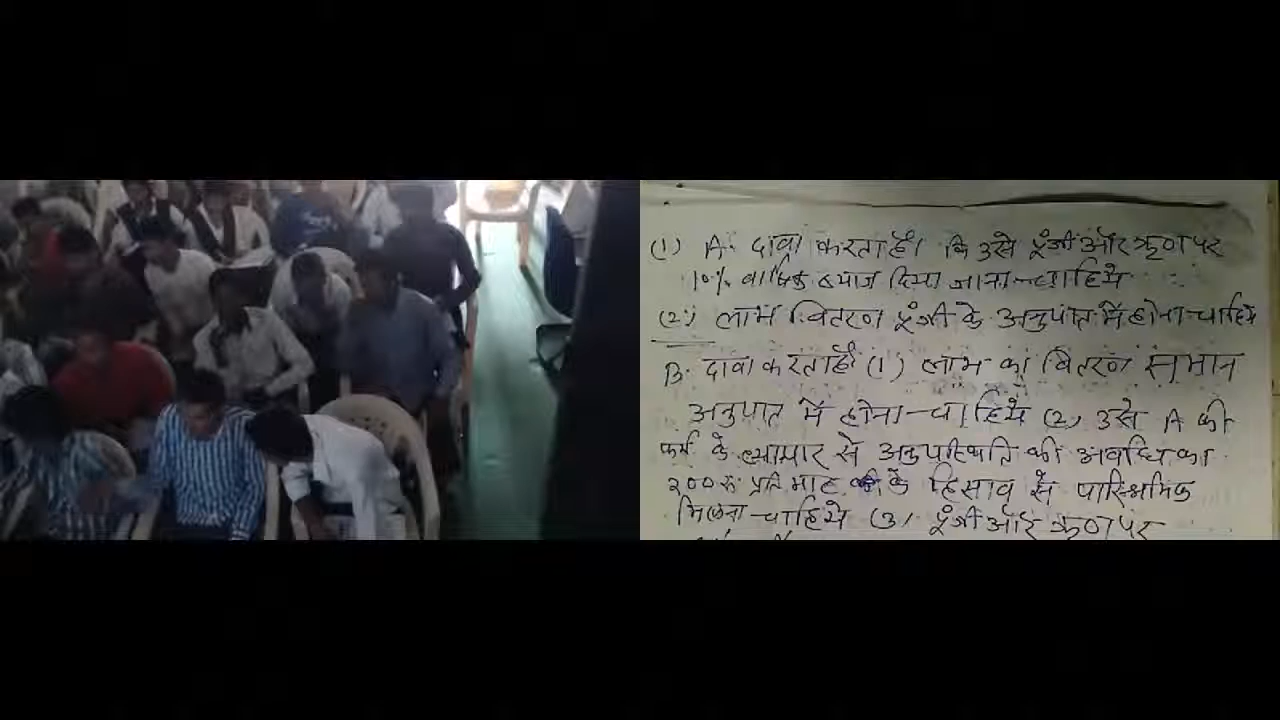 (1) A. दावा करता है। कि उसे पूंजी और ऋण पर
10% वार्षिक ब्याज दिया जाना चाहिये
(2) लाभ वितरण पूंजी के अनुपात में होना चाहिये
B. दावा करता है। (1) लाभ का वितरण समान
अनुपात में होना चाहिये (2) उसे A की
फर्म के व्यापार से अनुपस्थिति की अवधि का
200 रु प्रति माह के हिसाब से पारिश्रमिक
मिलना चाहिये (3) पूंजी और ऋण पर